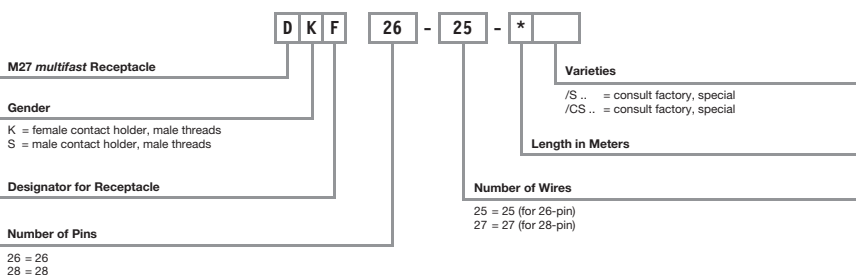 D K F 26 - 25 - *
M27 multifast Receptacle
Gender
K = female contact holder, male threads
S = male contact holder, male threads
Designator for Receptacle
Number of Pins
26 = 26
28 = 28
Varieties
/S .. = consult factory, special
/CS .. = consult factory, special
Length in Meters
Number of Wires
25 = 25 (for 26-pin)
27 = 27 (for 28-pin)